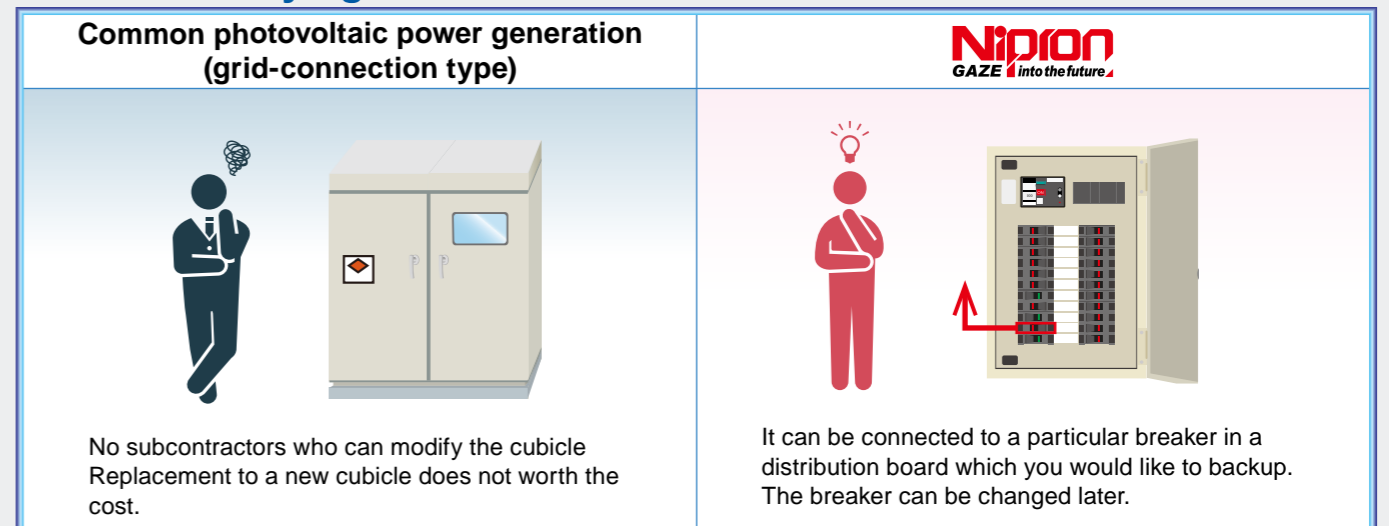 Common photovoltaic power generation
(grid-connection type)
Nipron
GAZE into the future
No subcontractors who can modify the cubicle
Replacement to a new cubicle does not worth the
cost.
It can be connected to a particular breaker in a
distribution board which you would like to backup.
The breaker can be changed later.